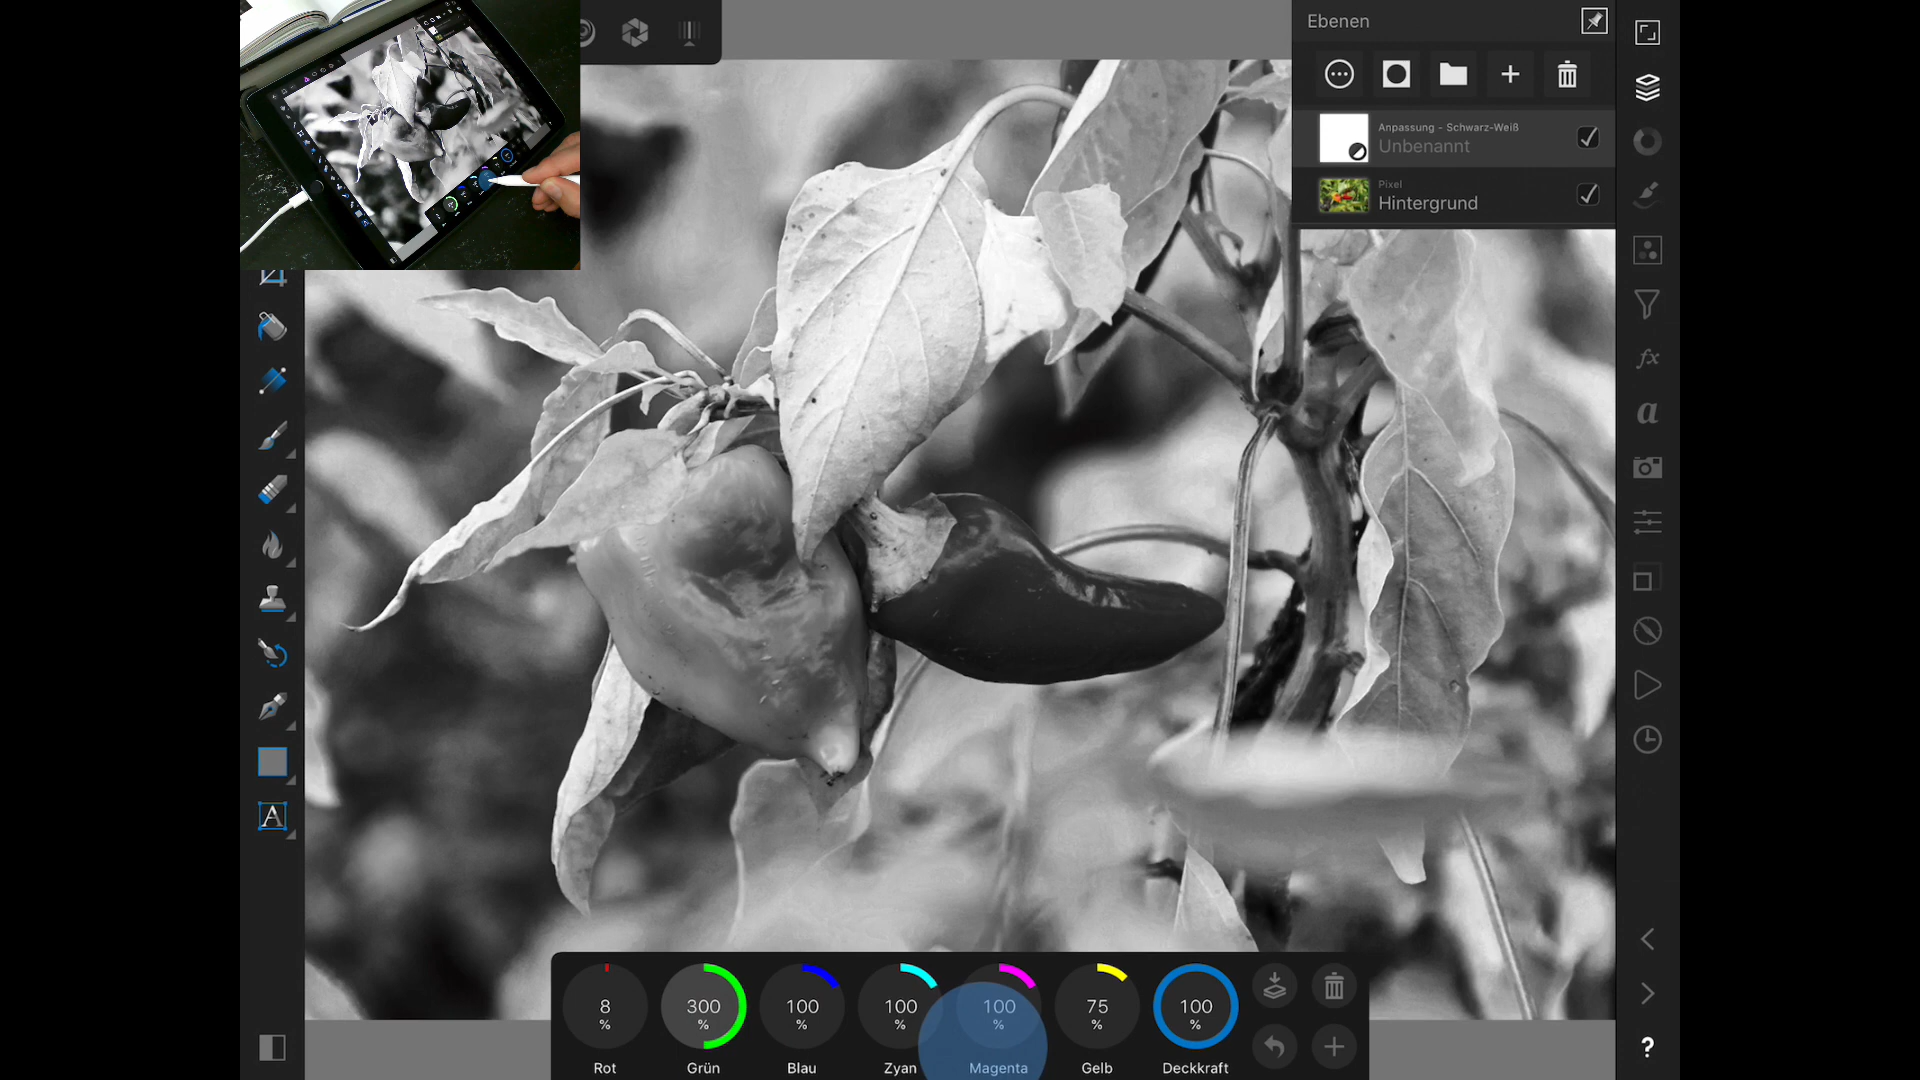 Ebenen
Anpassung - Schwarz-Weiß
Unbenannt
Pixel
Hintergrund
fx
a
A
8 %
300 %
100 %
100 %
100 %
75 %
100 %
Rot
Grün
Blau
Zyan
Magenta
Gelb
Deckkraft
?